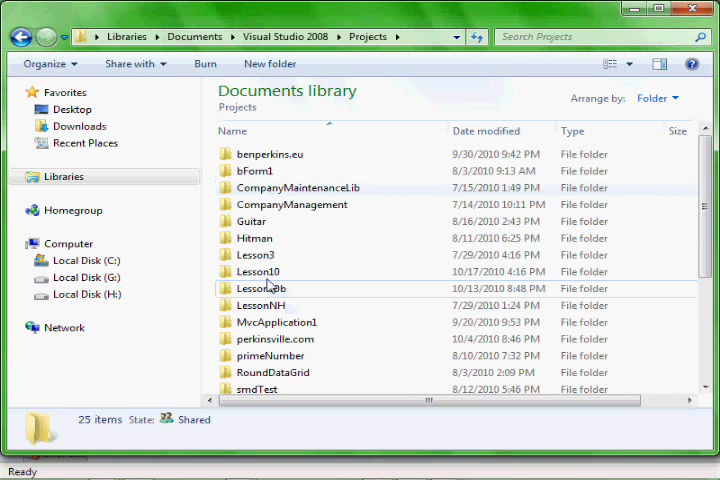 Libraries Documents Visual Studio 2008 Projects Search Projects
Organize Share with Burn New folder
Favorites
Desktop
Downloads
Recent Places
Libraries
Homegroup
Computer
Local Disk (C:)
Local Disk (G:)
Local Disk (H:)
Network
Documents library
Projects
Arrange by: Folder
Name Date modified Type Size
benperkins.eu 9/30/2010 9:42 PM File folder
bForm1 8/3/2010 9:13 AM File folder
CompanyMaintenanceLib 7/15/2010 1:49 PM File folder
CompanyManagement 7/14/2010 10:11 PM File folder
Guitar 8/16/2010 2:43 PM File folder
Hitman 8/11/2010 6:25 PM File folder
Lesson3 7/29/2010 4:16 PM File folder
Lesson10 10/17/2010 4:16 PM File folder
10/13/2010 8:48 PM File folder
LessonNH 7/29/2010 1:24 PM File folder
MvcApplication1 9/20/2010 9:53 PM File folder
perkinsville.com 10/4/2010 8:46 PM File folder
primeNumber 8/10/2010 7:32 PM File folder
RoundDataGrid 8/3/2010 2:09 PM File folder
smdTest 8/12/2010 5:46 PM File folder
25 items State: Shared
Ready